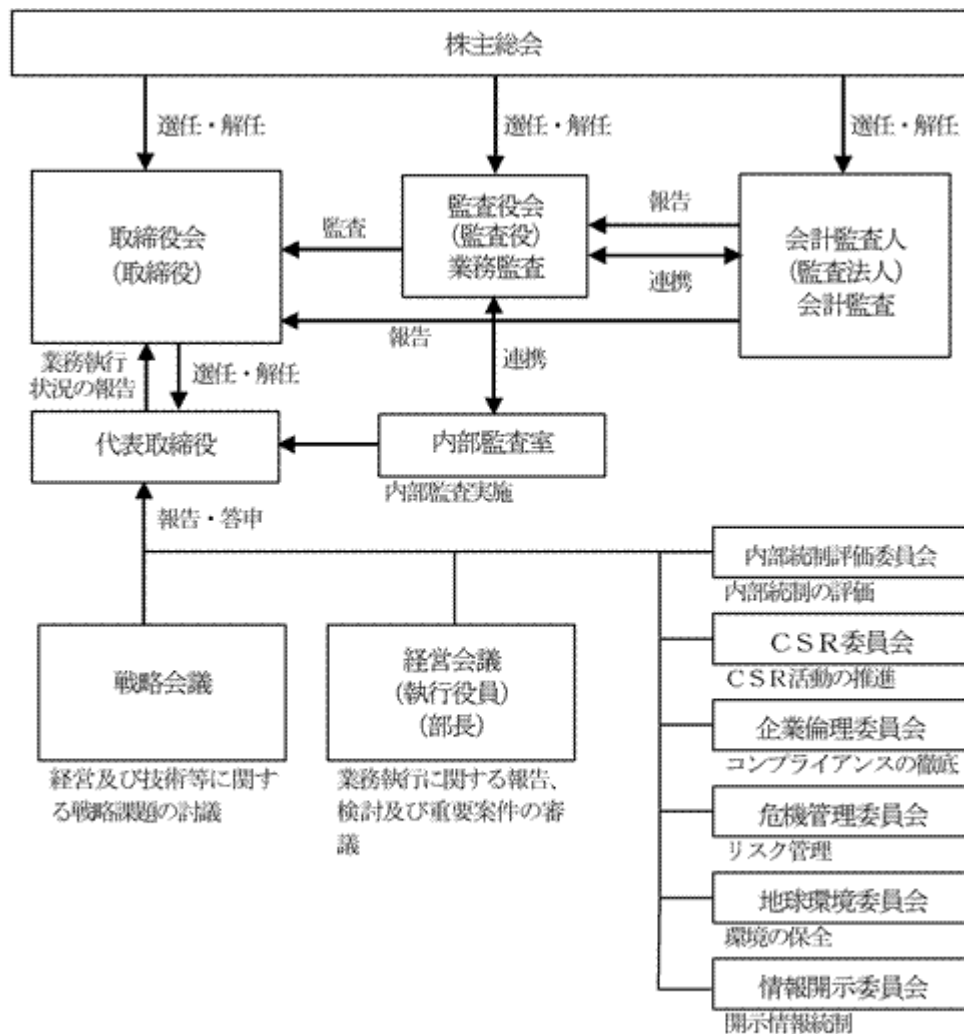 株主総会
選任・解任
選任・解任
選任・解任
取締役会
(取締役)
監査
監査役会
(監査役)
業務監査
報告
連携
会計監査人
(監査法人)
会計監査
報告
業務執行
状況の報告
選任・解任
連携
代表取締役
内部監査室
内部監査実施
報告・答申
内部統制評価委員会
内部統制の評価
戦略会議
経営及び技術等に関す
る戦略課題の討議
経営会議
(執行役員)
(部長)
業務執行に関する報告、
検討及び重要案件の審
議
CSR委員会
CSR活動の推進
企業倫理委員会
コンプライアンスの徹底
危機管理委員会
リスク管理
地球環境委員会
環境の保全
情報開示委員会
開示情報統制